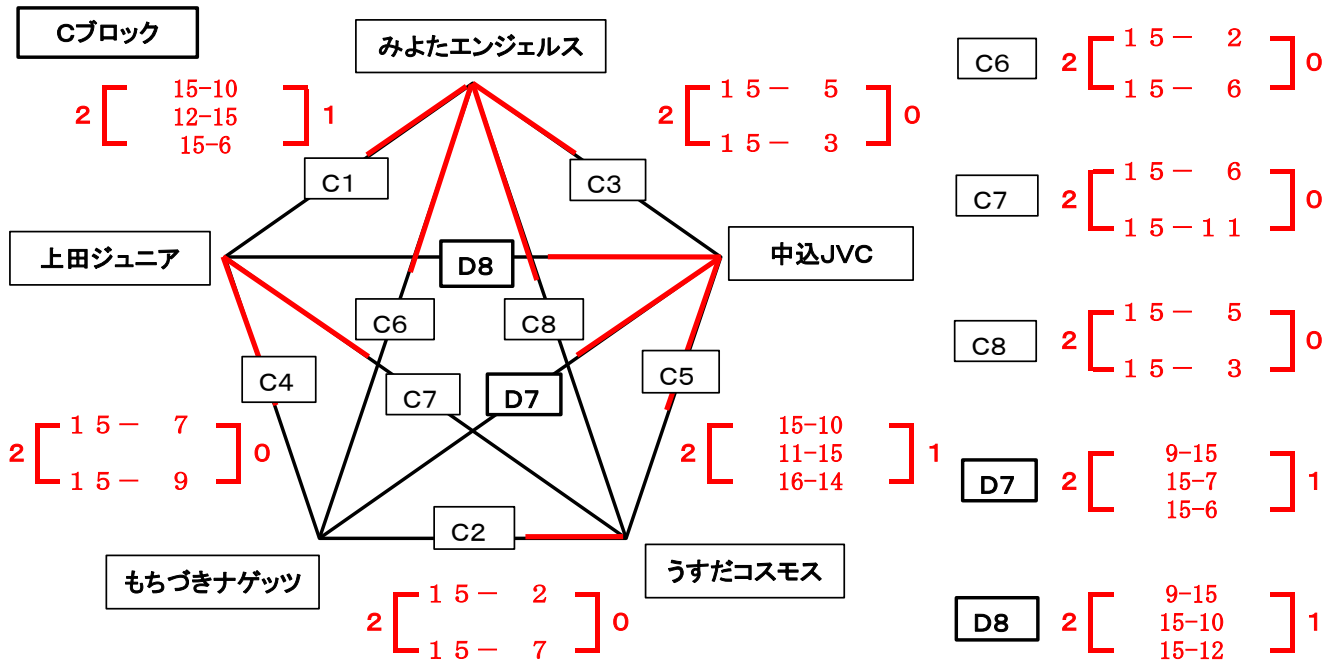 Cブロック
みよたエンジェルス
2
15-10
12-15
15-6
1
2
15- 5
15- 3
0
C1
C3
上田ジュニア
中込JVC
D8
C6
C8
C4
C7
D7
C5
2
15- 7
15- 9
0
2
15-10
11-15
16-14
1
C2
もちづきナゲッツ
うすだコスモス
2
15- 2
15- 7
0
C6
2
15- 2
15- 6
0
C7
2
15- 6
15-11
0
C8
2
15- 5
15- 3
0
D7
2
9-15
15-7
15-6
1
D8
2
9-15
15-10
15-12
1